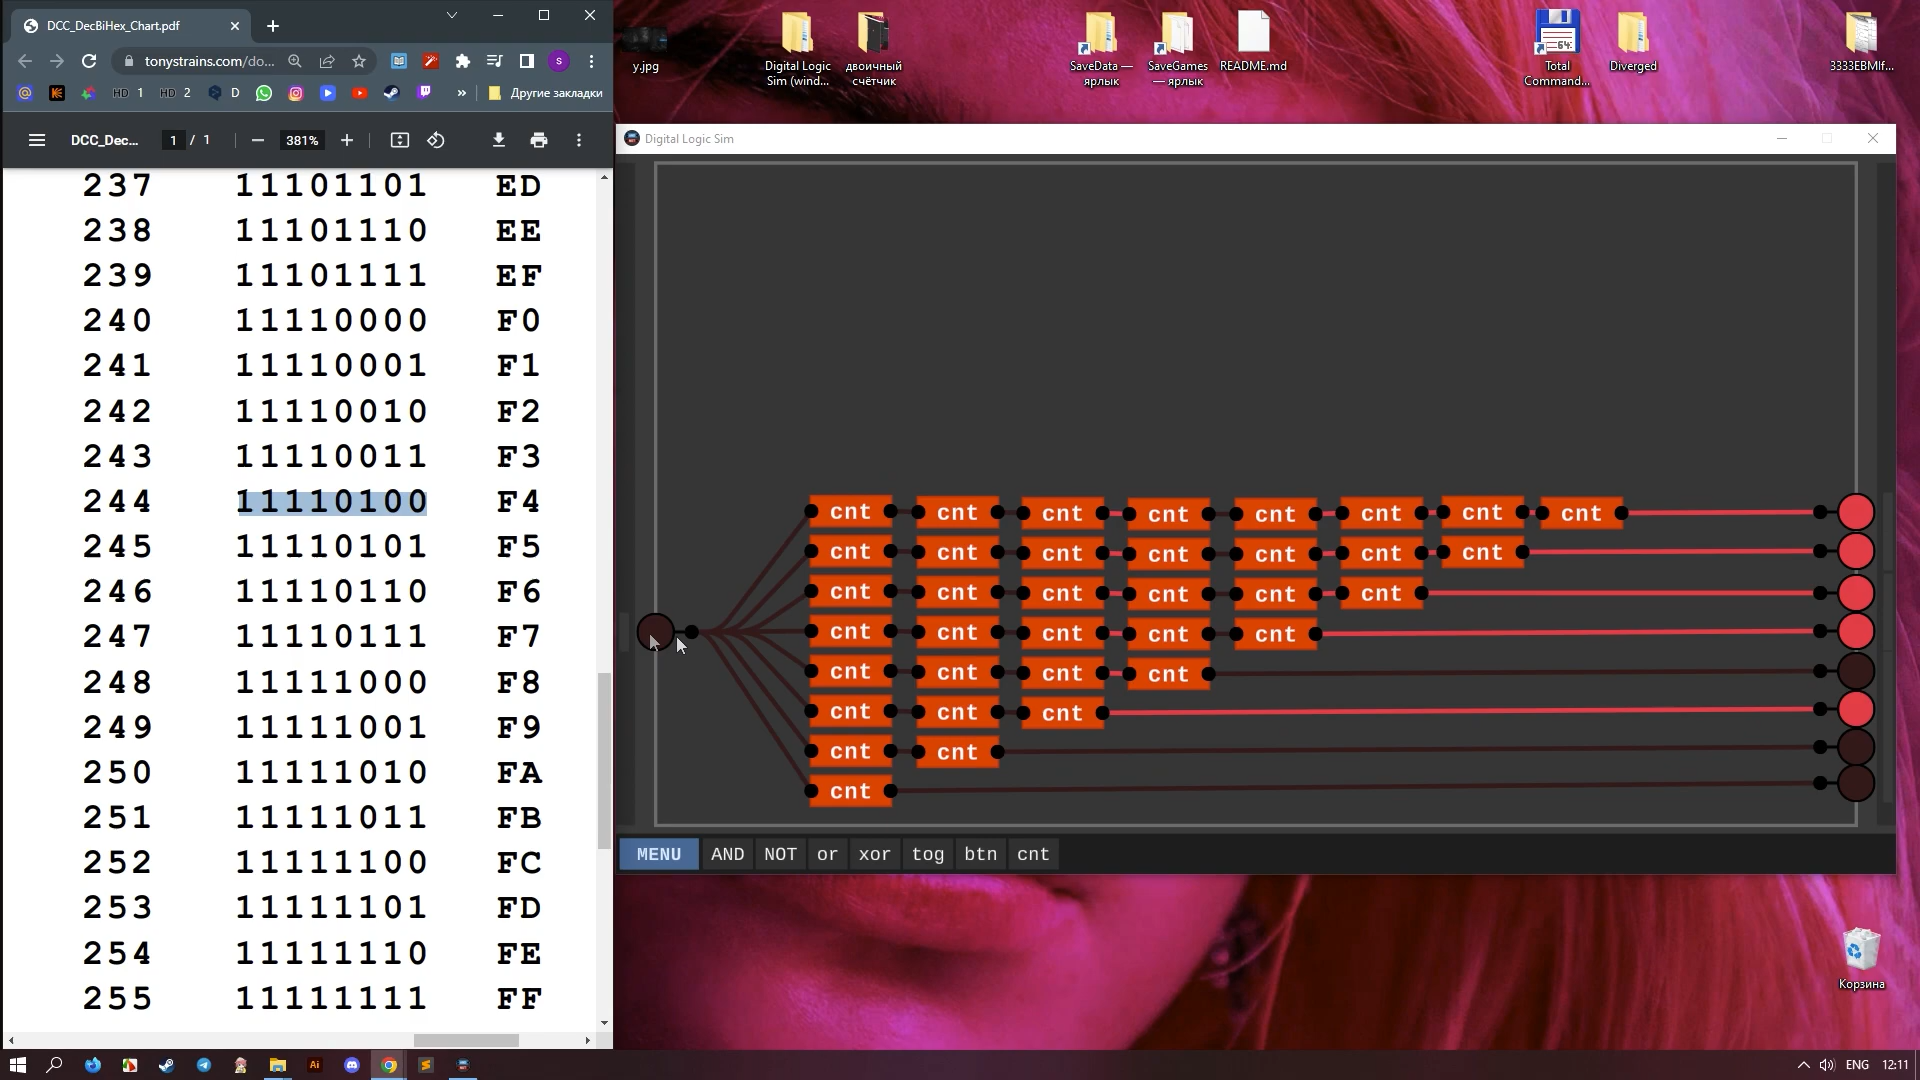 DCC_DecBiHex_Chart.pdf
tonystrains.com/do...
HD 1
HD 2
D
Другие закладки
DCC_Dec...
1 / 1
381%
237 11101101 ED
238 11101110 EE
239 11101111 EF
240 11110000 F0
241 11110001 F1
242 11110010 F2
243 11110011 F3
244 11110100 F4
245 11110101 F5
246 11110110 F6
247 11110111 F7
248 11111000 F8
249 11111001 F9
250 11111010 FA
251 11111011 FB
252 11111100 FC
253 11111101 FD
254 11111110 FE
255 11111111 FF
y.jpg
Digital Logic
Sim (wind...
двоичный
счётчик
SaveData —
ярлык
SaveGames
— ярлык
README.md
Total
Command...
Diverged
3333EBMIf...
Digital Logic Sim
cnt cnt cnt cnt cnt cnt cnt cnt
cnt cnt cnt cnt cnt cnt cnt
cnt cnt cnt cnt cnt cnt
cnt cnt cnt cnt cnt
cnt cnt cnt cnt
cnt cnt cnt
cnt cnt
cnt
MENU AND NOT or xor tog btn cnt
Корзина
Ai
ENG
12:11